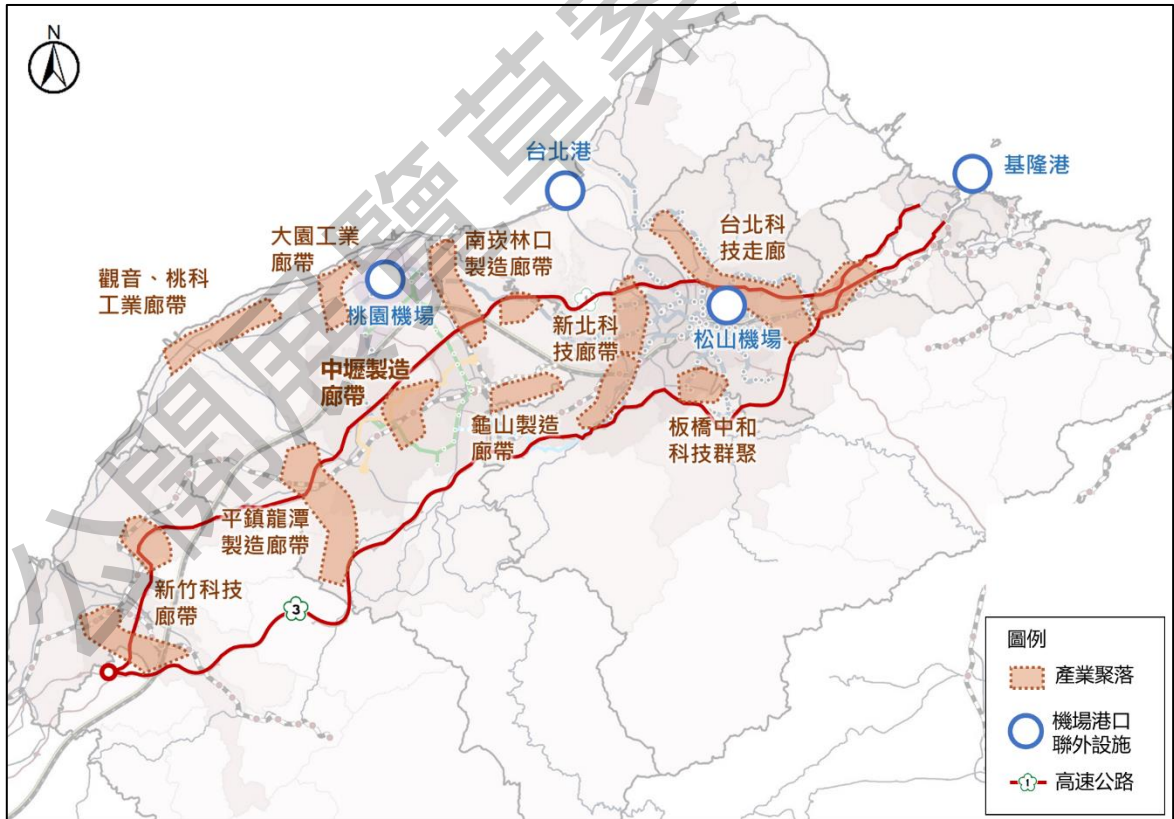 N
公開展覽草案
台北港
基隆港
台北科
技走廊
大園工業
廊帶
南崁林口
製造廊帶
觀音、桃科
工業廊帶
桃園機場
新北科
技廊帶
松山機場
中壢製造
廊帶
龜山製造
廊帶
板橋中和
科技群聚
平鎮龍潭
製造廊帶
新竹科技
廊帶
3
圖例
產業聚落
機場港口
聯外設施
1
高速公路